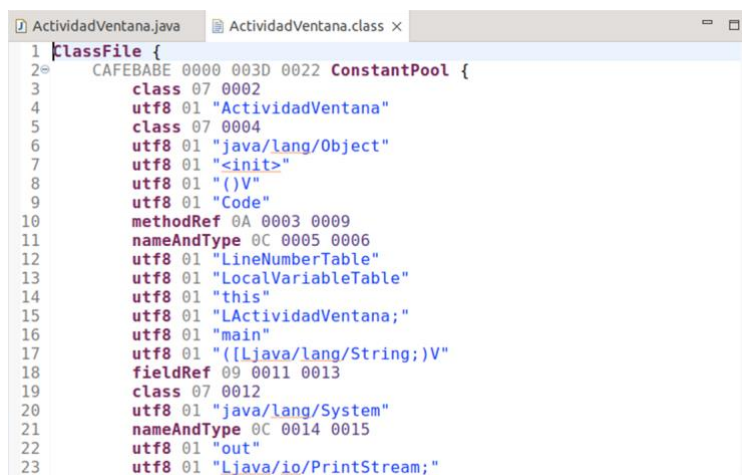 ActividadVentana.java ActividadVentana.class ×
1 ClassFile {
2 CAFEBABE 0000 003D 0022 ConstantPool {
3 class 07 0002
4 utf8 01 "ActividadVentana"
5 class 07 0004
6 utf8 01 "java/lang/Object"
7 utf8 01 "<init>"
8 utf8 01 "()V"
9 utf8 01 "Code"
10 methodRef 0A 0003 0009
11 nameAndType 0C 0005 0006
12 utf8 01 "LineNumberTable"
13 utf8 01 "LocalVariableTable"
14 utf8 01 "this"
15 utf8 01 "LActividadVentana;"
16 utf8 01 "main"
17 utf8 01 "([Ljava/lang/String;)V"
18 fieldRef 09 0011 0013
19 class 07 0012
20 utf8 01 "java/lang/System"
21 nameAndType 0C 0014 0015
22 utf8 01 "out"
23 utf8 01 "Ljava/io/PrintStream;"